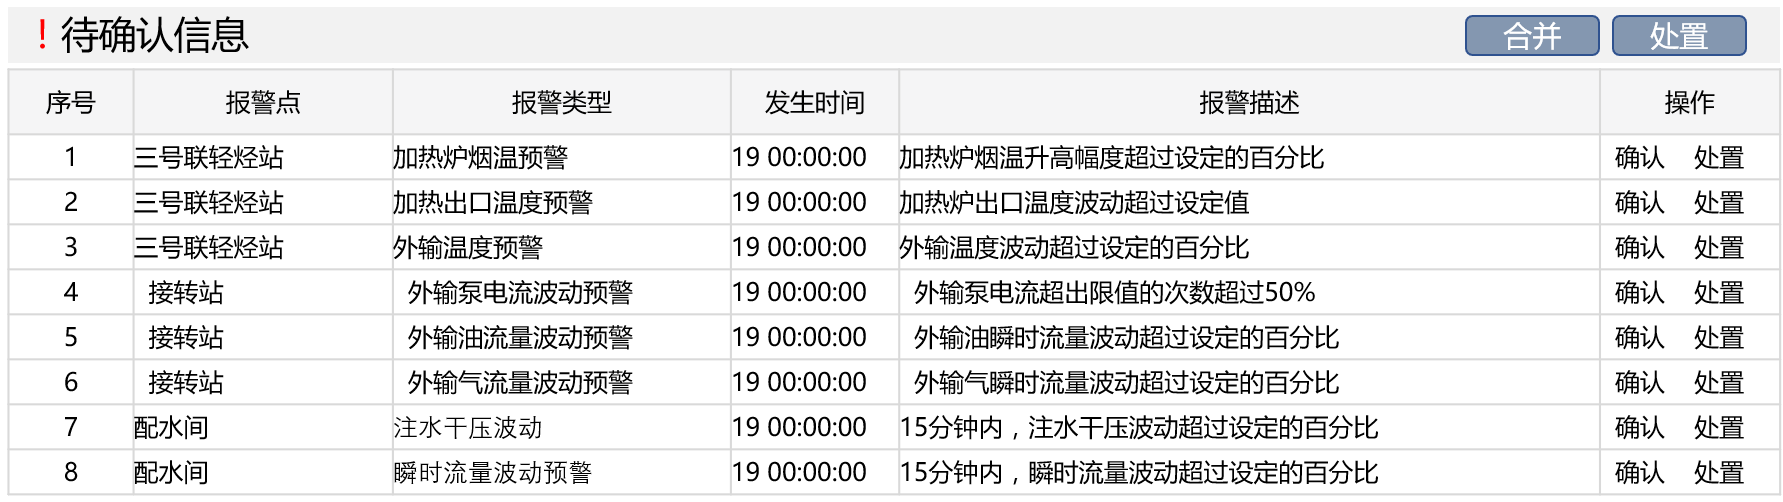 ! 待确认信息 合并 处置
序号 报警点 报警类型 发生时间 报警描述 操作
1 三号联轻烃站 加热炉烟温预警 19 00:00:00 加热炉烟温升高幅度超过设定的百分比 确认 处置
2 三号联轻烃站 加热出口温度预警 19 00:00:00 加热炉出口温度波动超过设定值 确认 处置
3 三号联轻烃站 外输温度预警 19 00:00:00 外输温度波动超过设定的百分比 确认 处置
4 接转站 外输泵电流波动预警 19 00:00:00 外输泵电流超出限值的次数超过50% 确认 处置
5 接转站 外输油流量波动预警 19 00:00:00 外输油瞬时流量波动超过设定的百分比 确认 处置
6 接转站 外输气流量波动预警 19 00:00:00 外输气瞬时流量波动超过设定的百分比 确认 处置
7 配水间 注水干压波动 19 00:00:00 15分钟内，注水干压波动超过设定的百分比 确认 处置
8 配水间 瞬时流量波动预警 19 00:00:00 15分钟内，瞬时流量波动超过设定的百分比 确认 处置